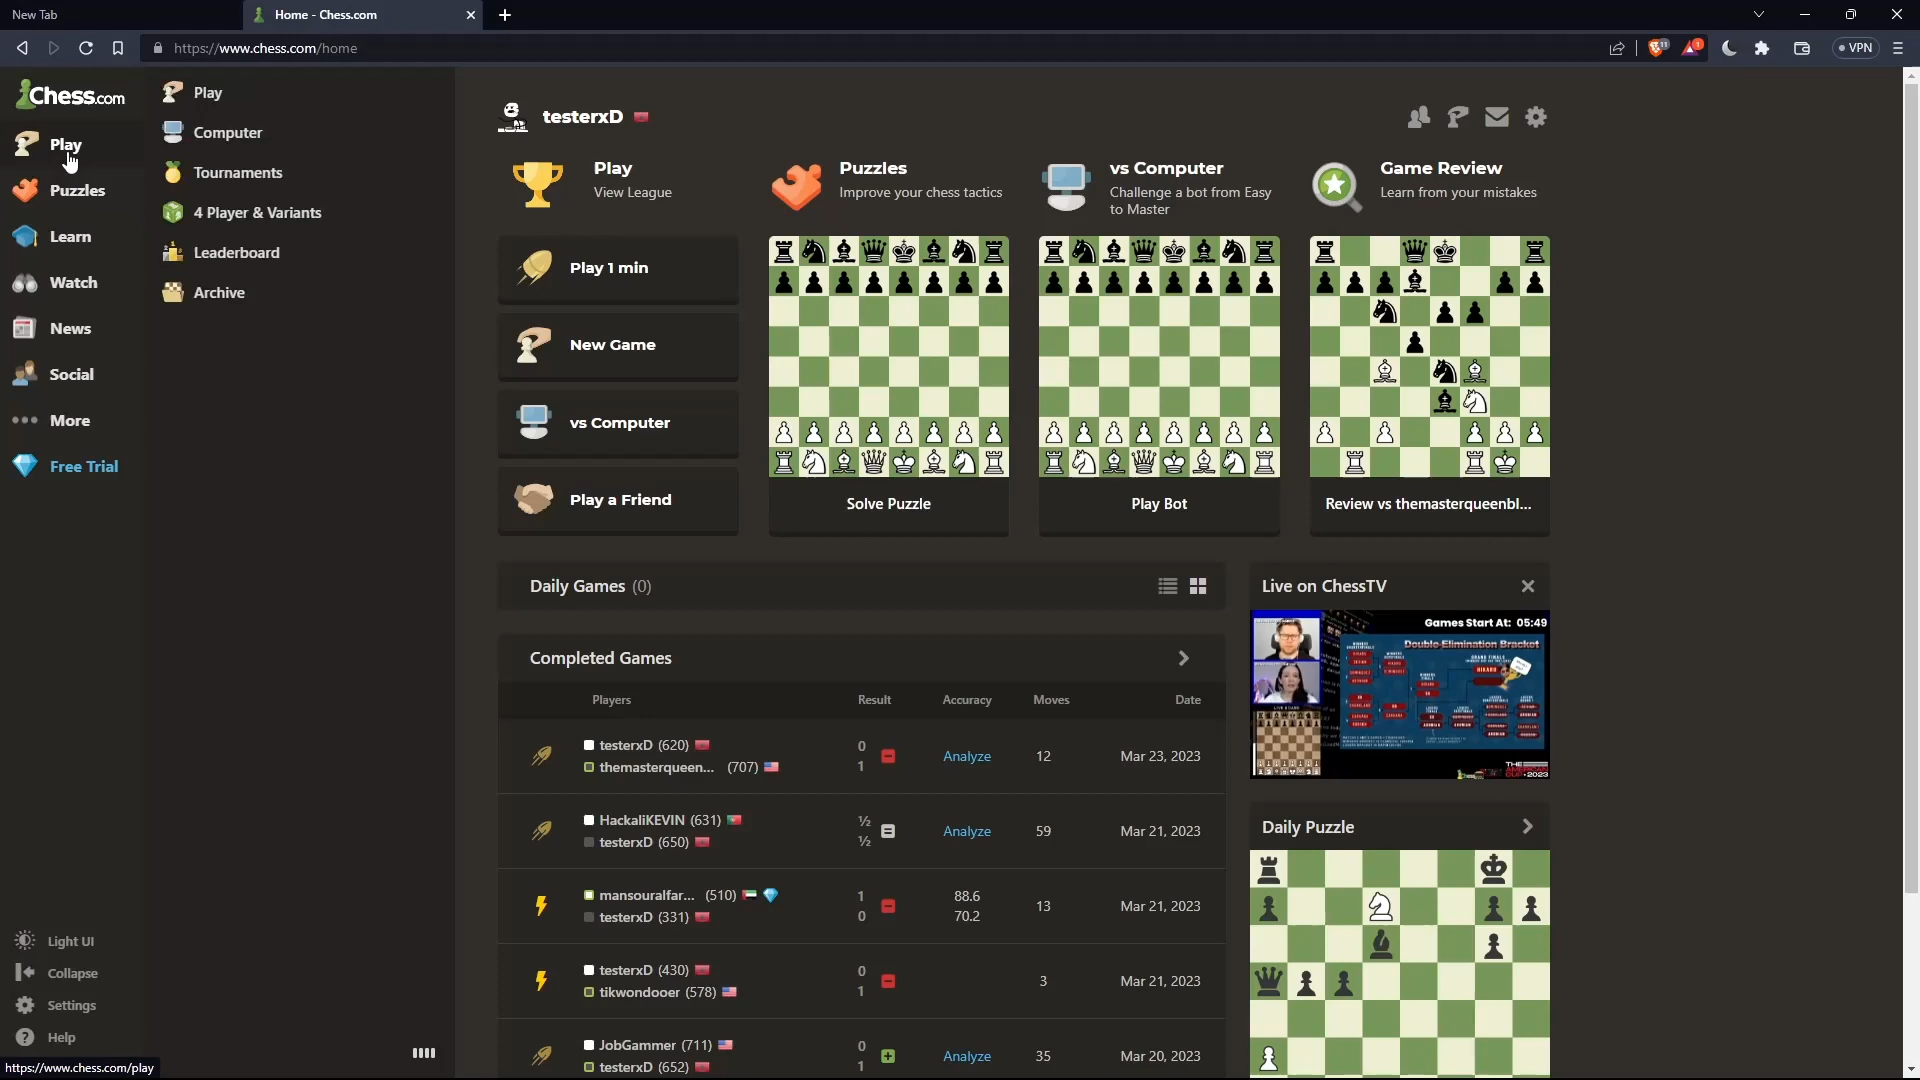 New Tab
Home - Chess.com
https://www.chess.com/home
VPN
Chess.com
Play
Puzzles
Learn
Watch
News
Social
More
Free Trial
Light UI
Collapse
Settings
Help
https://www.chess.com/play
Play
Computer
Tournaments
4 Player & Variants
Leaderboard
Archive
testerxD
Play
View League
Puzzles
Improve your chess tactics
vs Computer
Challenge a bot from Easy
to Master
Game Review
Learn from your mistakes
Play 1 min
New Game
vs Computer
Play a Friend
Solve Puzzle
Play Bot
Review vs themasterqueenbl...
Daily Games (0)
Completed Games
Players Result Accuracy Moves Date
testerxD (620) 0
themasterqueen... (707) 1
Analyze 12 Mar 23, 2023
HackaliKEVIN (631) ½
testerxD (650) ½
Analyze 59 Mar 21, 2023
mansouralfar... (510) 1 88.6
testerxD (331) 0 70.2
13 Mar 21, 2023
testerxD (430) 0
tikwondooer (578) 1
3 Mar 21, 2023
JobGammer (711) 0
testerxD (652) 1
Analyze 35 Mar 20, 2023
Live on ChessTV
Games Start At: 05:49
Double-Elimination Bracket
Daily Puzzle